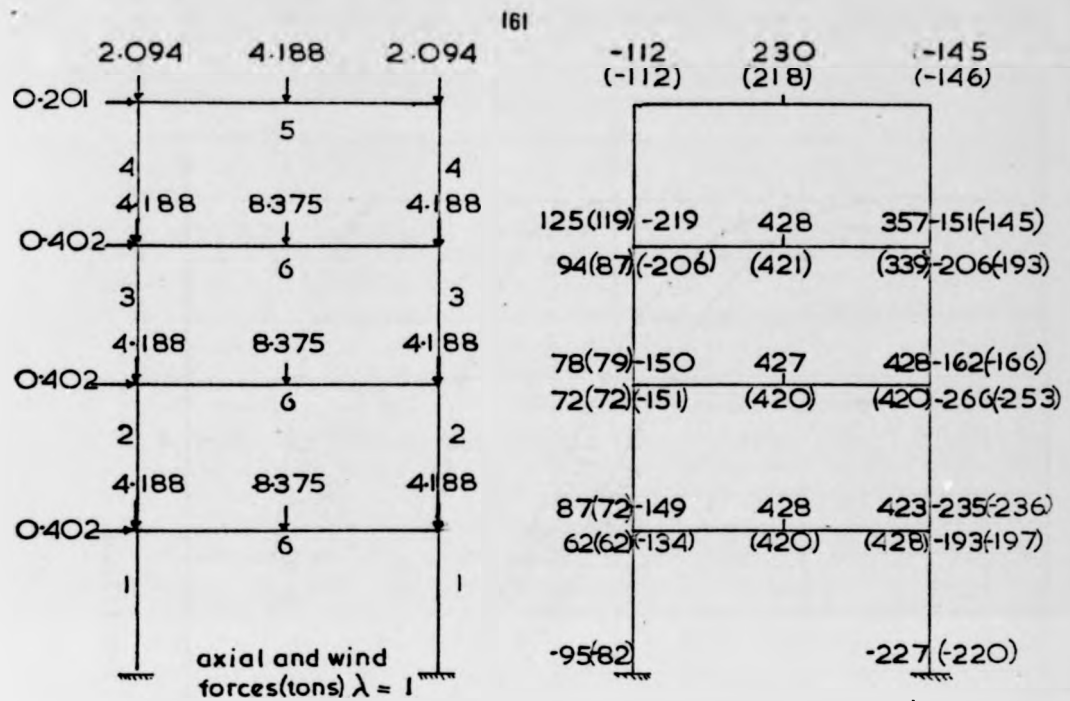 161
2·094 4·188 2·094 -112 230 -145
(-112) (218) (-146)
0·201
5
4 4
4·188 8·375 4·188 125(119) -219 428 357 -151(-145)
0·402
6 94(87) (-206) (421) (339) -206(-193)
3 3
4·188 8·375 4·188 78(79) -150 427 428 -162(-166)
0·402
6 72(72) (-151) (420) (420) -266(-253)
2 2
4·188 8·375 4·188 87(72) -149 428 423 -235(-236)
0·402
6 62(62) (-134) (420) (428) -193(-197)
1 1
axial and wind -95(-82) -227(-220)
forces(tons) λ = 1